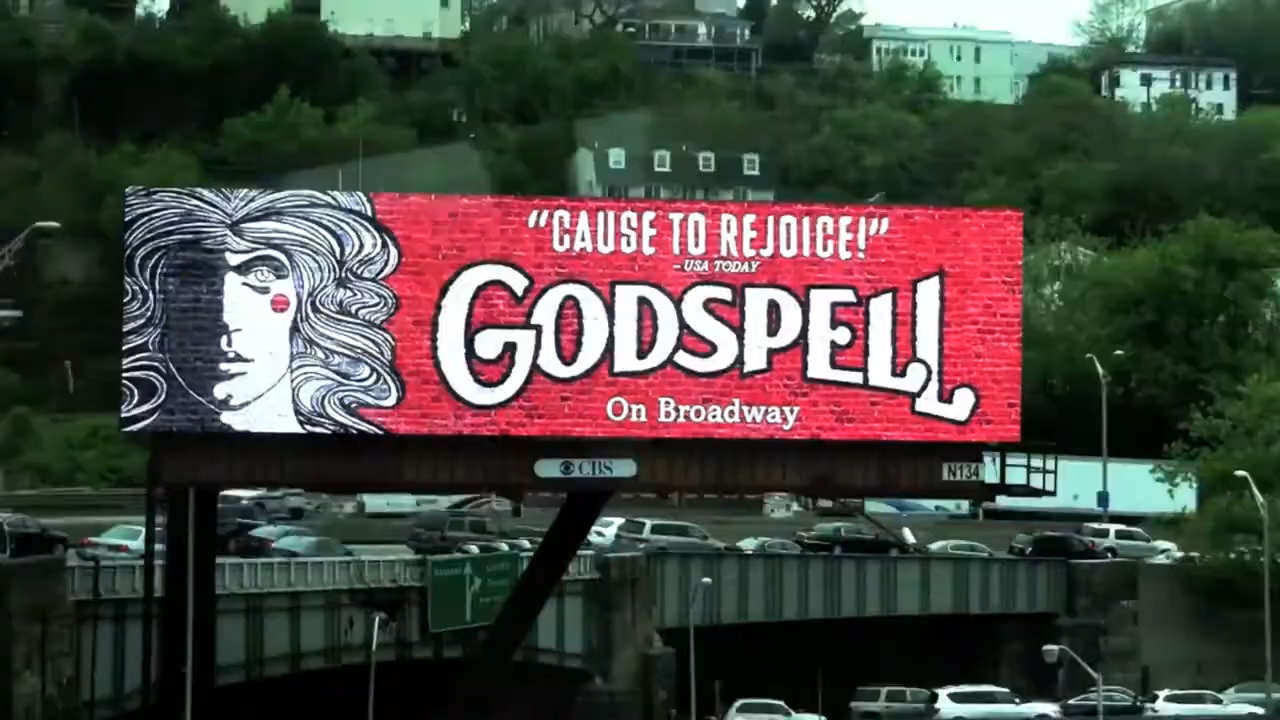 “CAUSE TO REJOICE!”
– USA TODAY
GODSPELL
On Broadway
CBS
N134